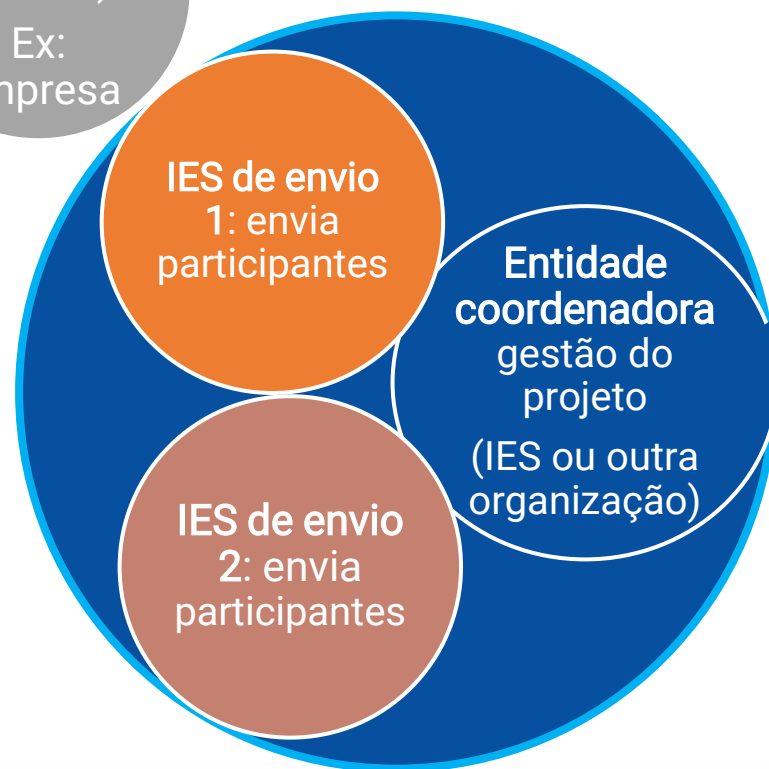 Ex:
IES de envio
1: envia
participantes
Entidade
coordenadora
gestão do
projeto
(IES ou outra
organização)
IES de envio
2: envia
participantes